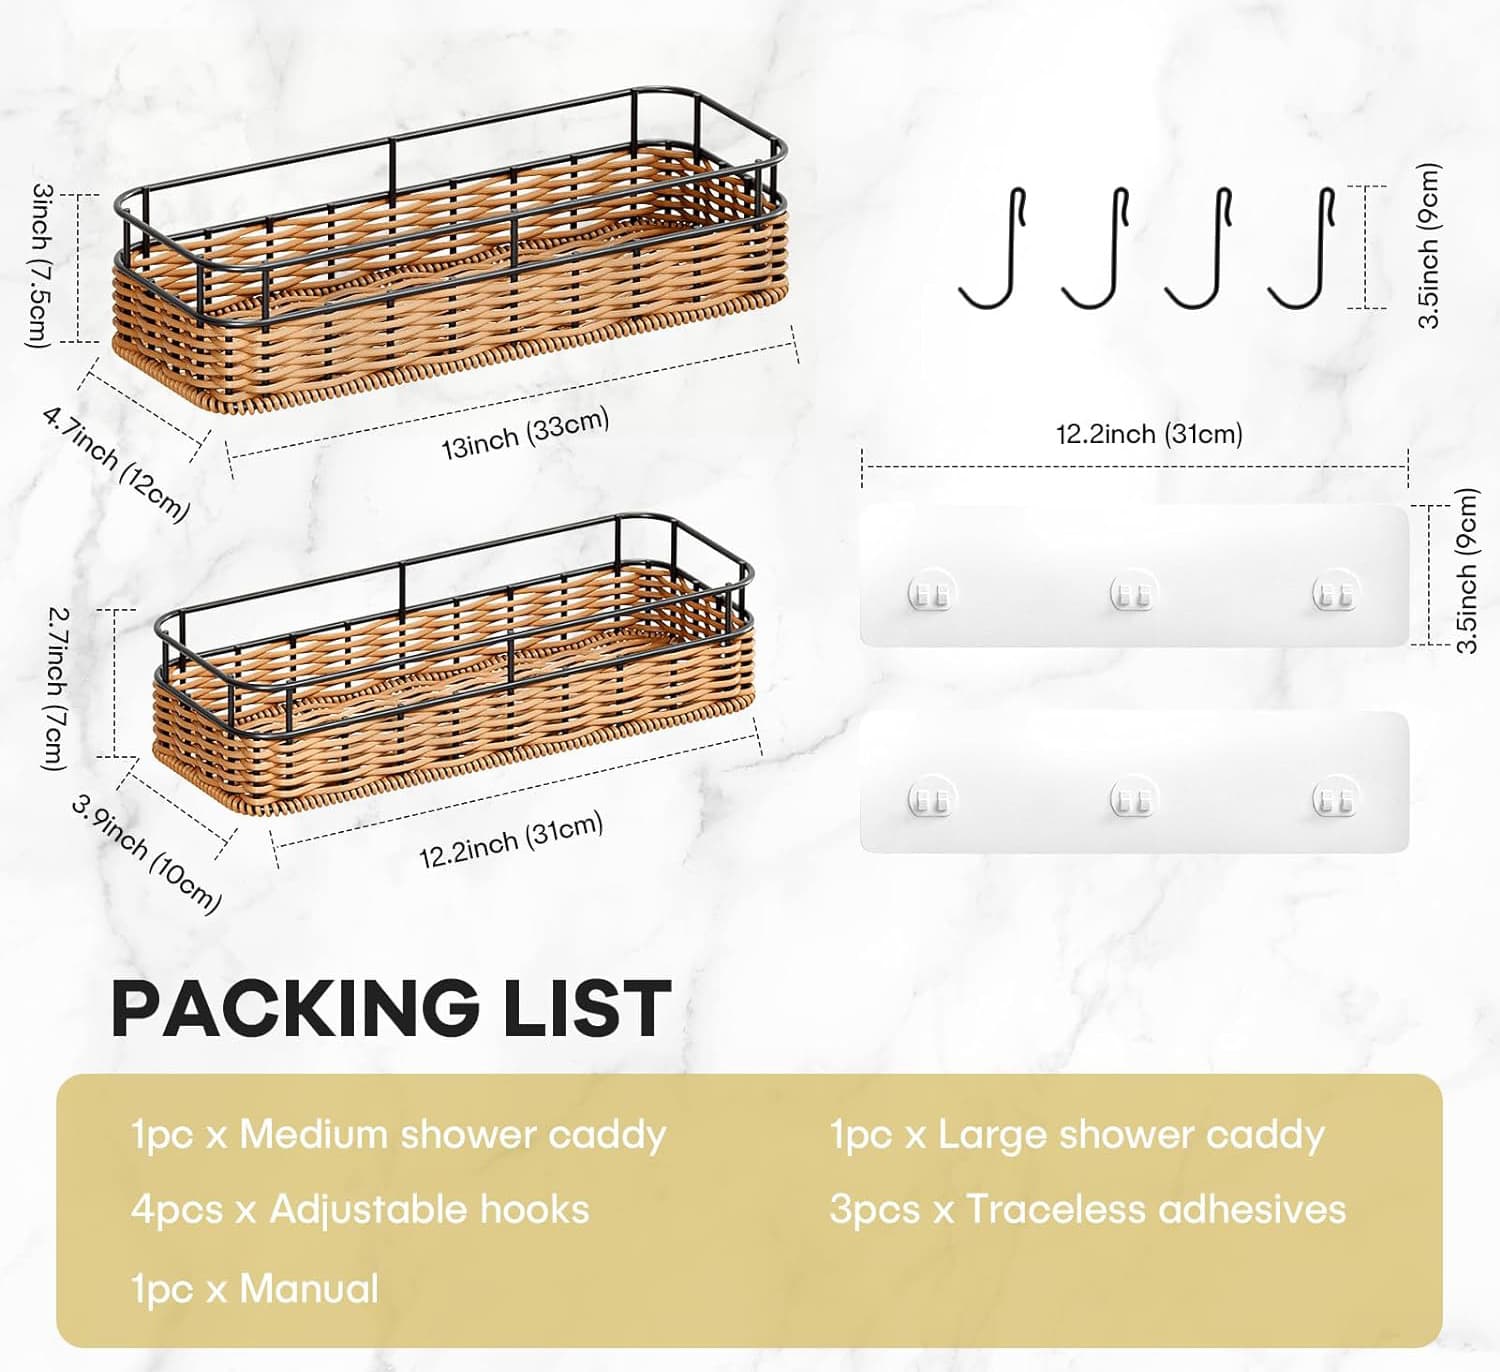 3inch (7.5cm)
4.7inch (12cm)
13inch (33cm)
3.5inch (9cm)
12.2inch (31cm)
3.5inch (9cm)
2.7inch (7cm)
3.9inch (10cm)
12.2inch (31cm)
PACKING LIST
1pc x Medium shower caddy
1pc x Large shower caddy
4pcs x Adjustable hooks
3pcs x Traceless adhesives
1pc x Manual